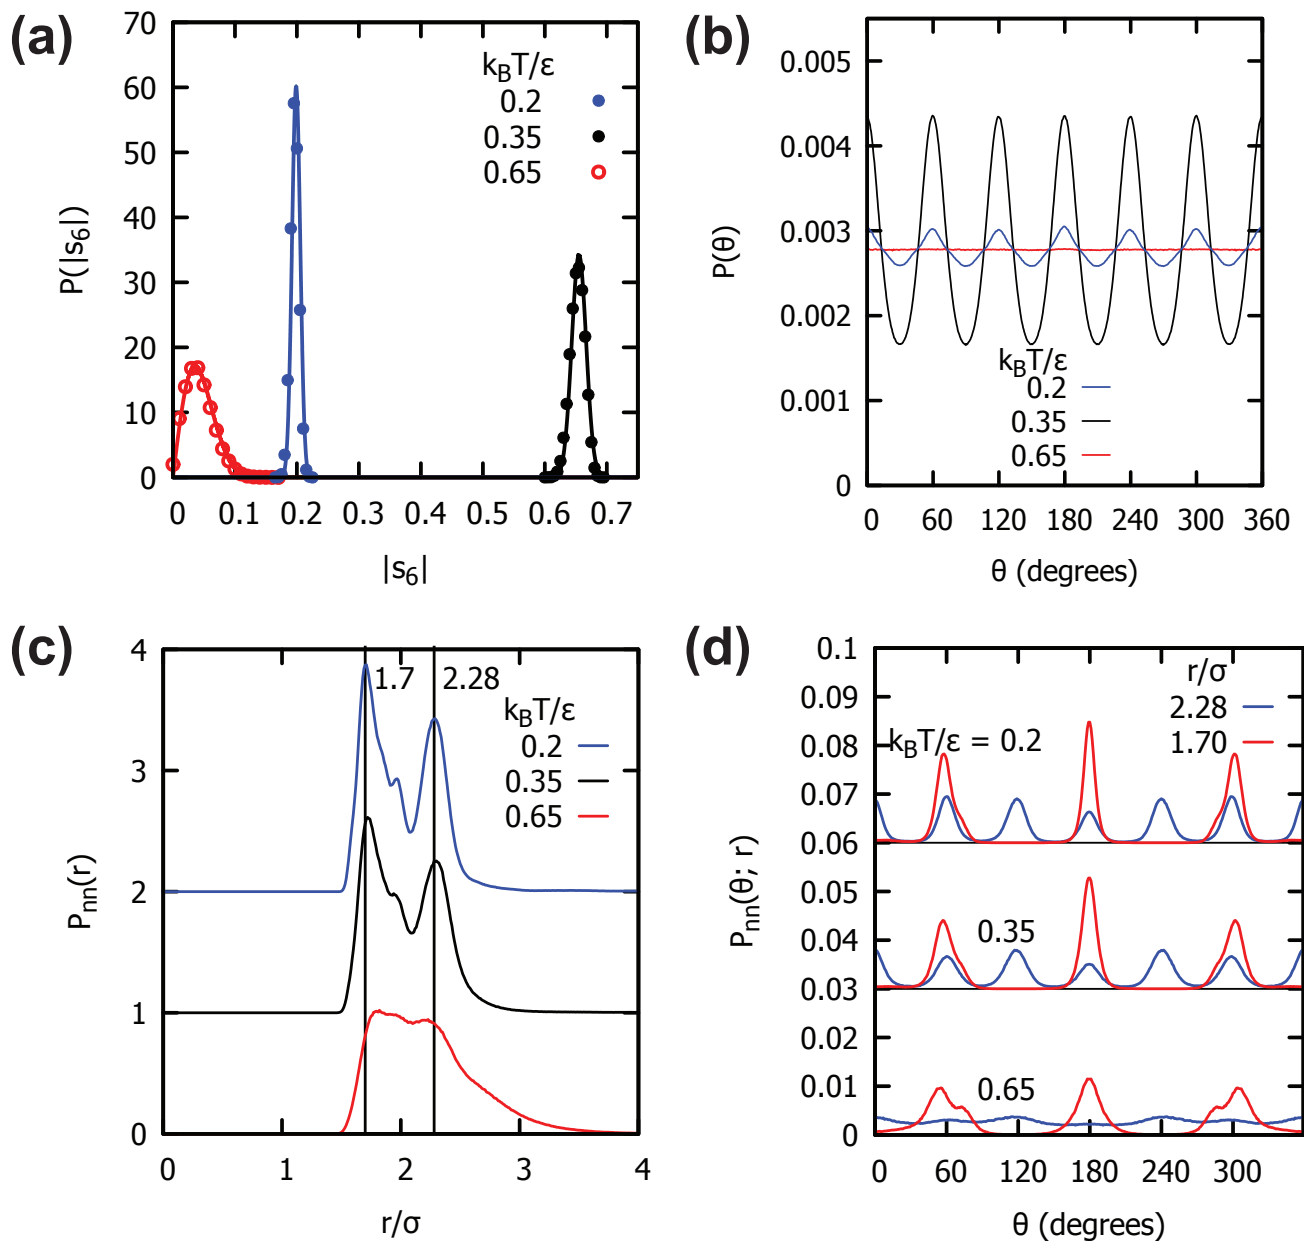 (a)
70
60
50
40
30
20
10
0
P(|s6|)
kBT/ε
0.2
0.35
0.65
0 0.1 0.2 0.3 0.4 0.5 0.6 0.7
|s6|
(b)
0.005
0.004
0.003
0.002
0.001
0
P(θ)
kBT/ε
0.2
0.35
0.65
0 60 120 180 240 300 360
θ (degrees)
(c)
4
3
2
1
0
Pnn(r)
1.7 2.28
kBT/ε
0.2
0.35
0.65
0 1 2 3 4
r/σ
(d)
0.1
0.09
0.08
0.07
0.06
0.05
0.04
0.03
0.02
0.01
0
Pnn(θ; r)
r/σ
2.28
1.70
kBT/ε = 0.2
0.35
0.65
0 60 120 180 240 300
θ (degrees)